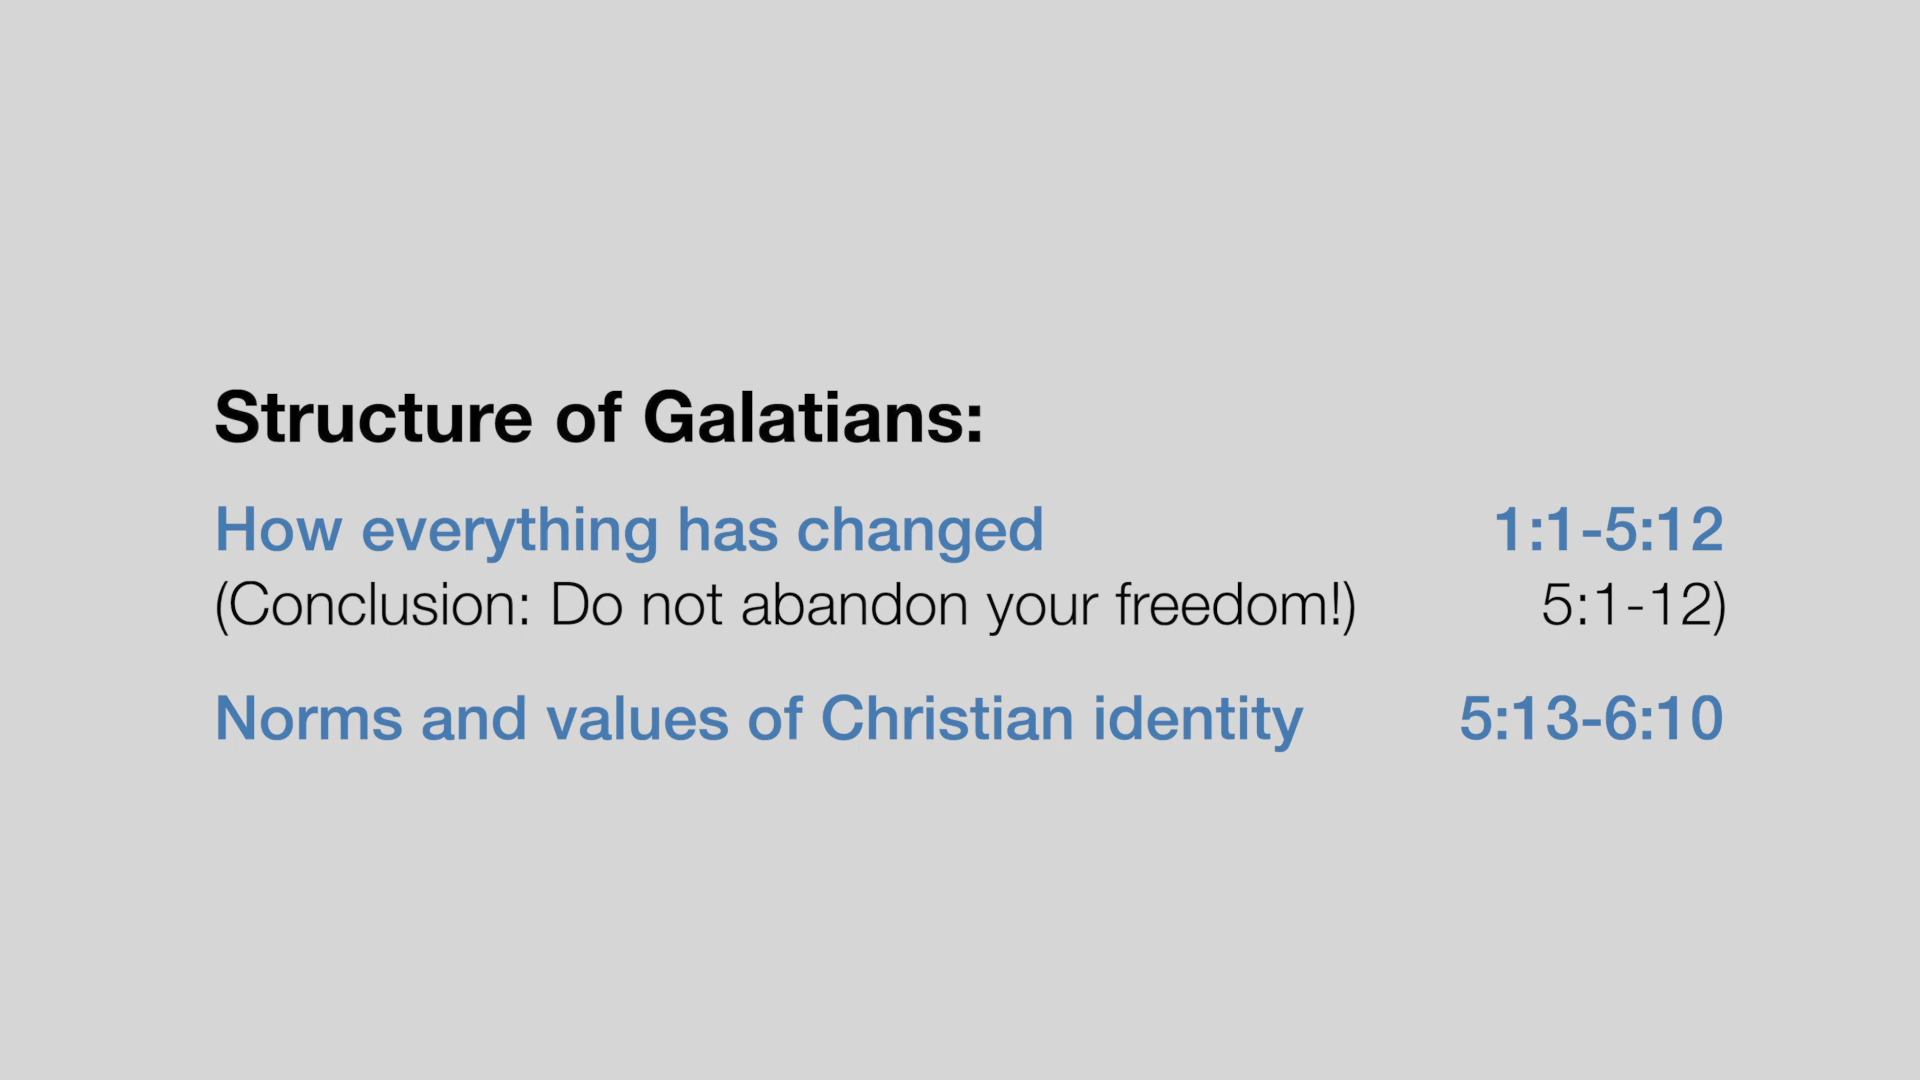 Structure of Galatians:
How everything has changed 1:1-5:12
(Conclusion: Do not abandon your freedom!) 5:1-12)
Norms and values of Christian identity 5:13-6:10